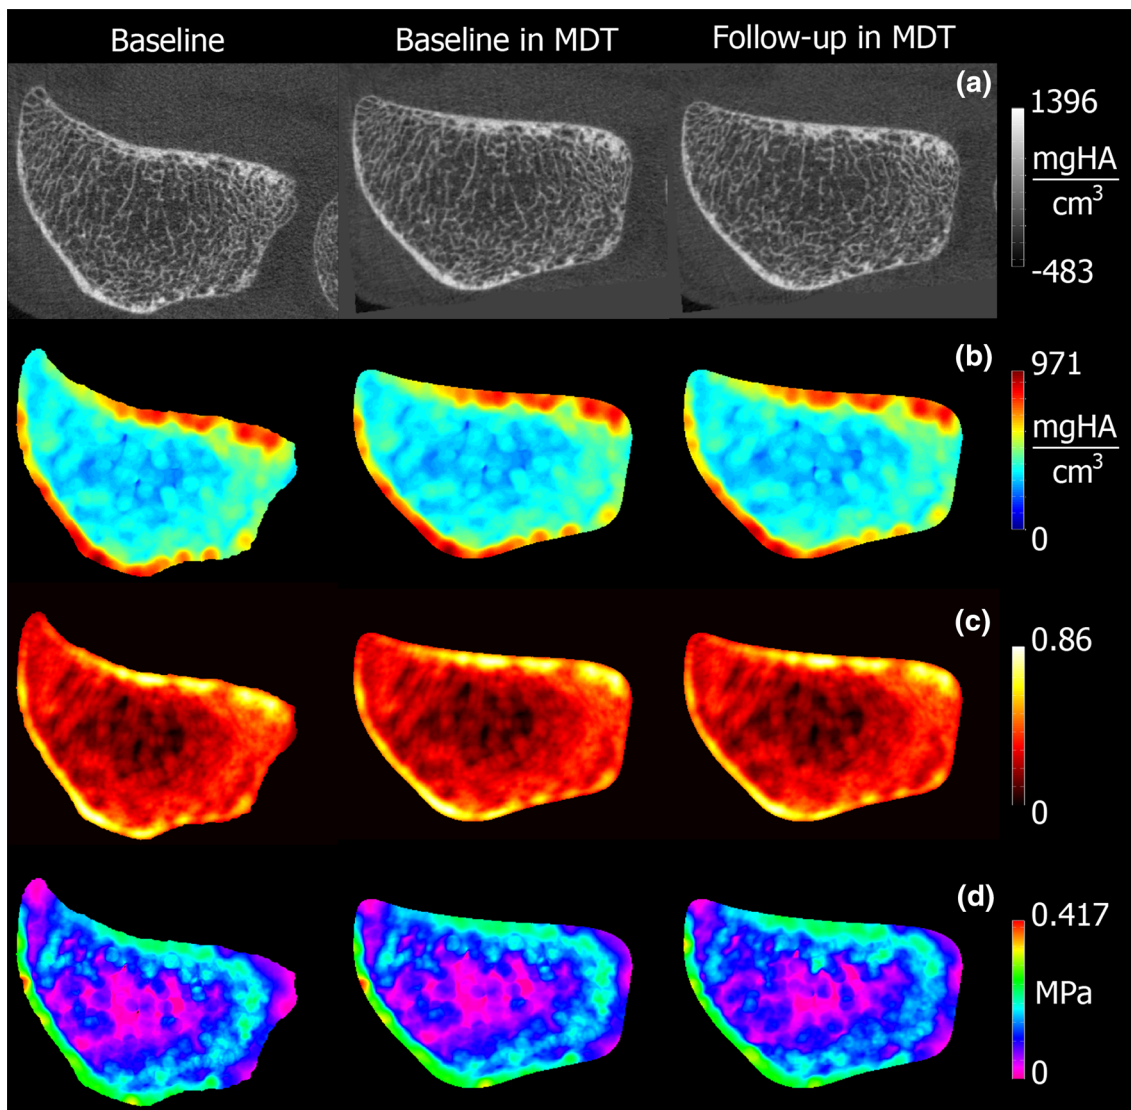 Baseline
Baseline in MDT
Follow-up in MDT
(a)
1396
mgHA
cm³
-483
(b)
971
mgHA
cm³
0
(c)
0.86
0
(d)
0.417
MPa
0